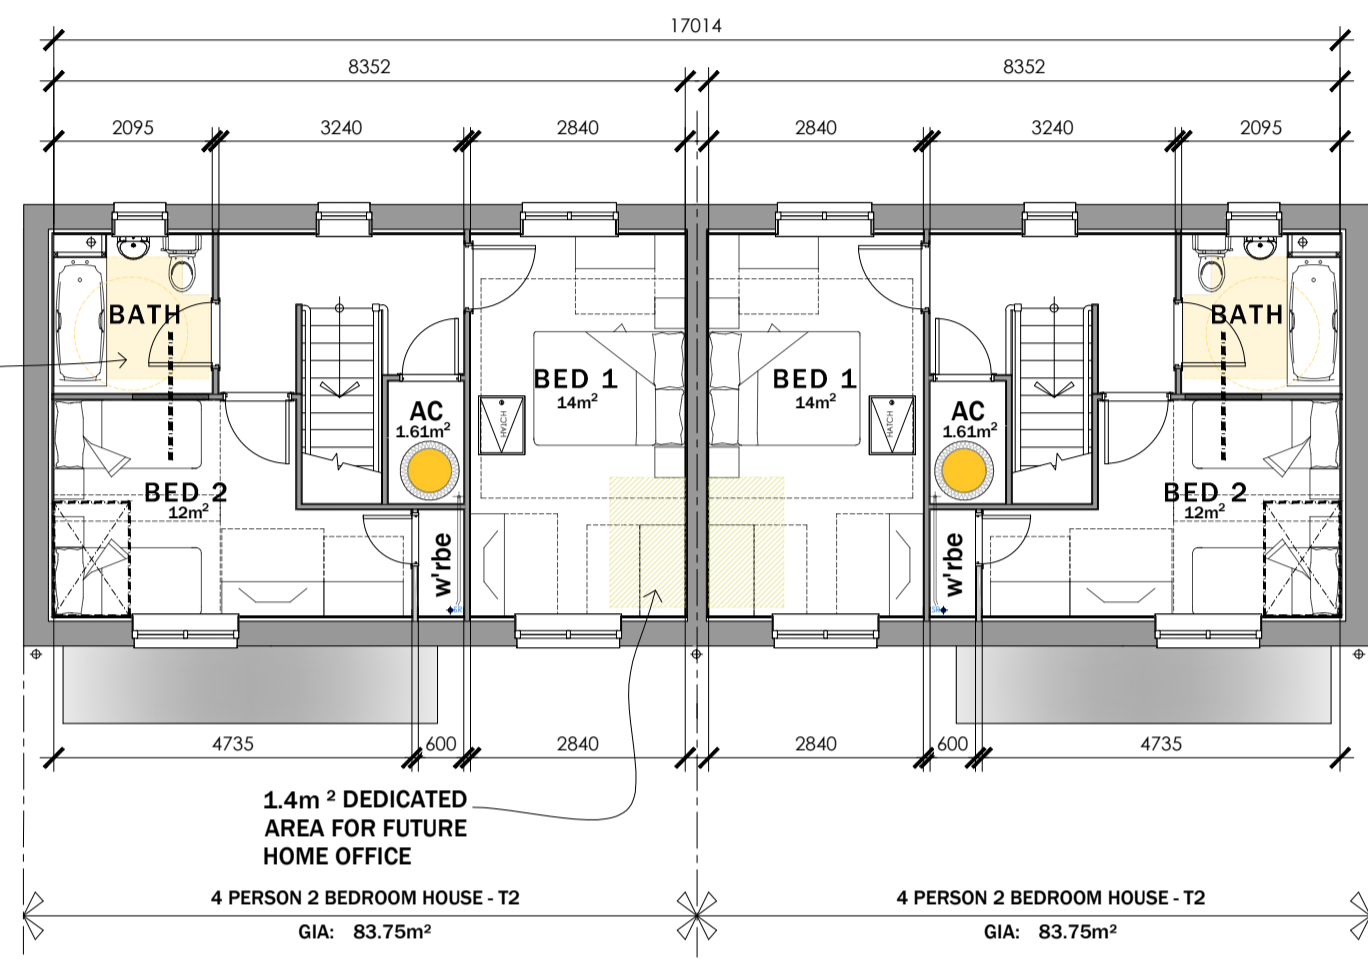 17014
8352 8352
2095 3240 2840 2840 3240 2095
BATH BATH
BED 1 BED 1
14m² 14m²
AC AC
1.61m² 1.61m²
HATCH HATCH
BED 2 BED 2
12m² 12m²
w'rbe w'rbe
4735 600 2840 2840 600 4735
1.4m ² DEDICATED
AREA FOR FUTURE
HOME OFFICE
4 PERSON 2 BEDROOM HOUSE - T2 4 PERSON 2 BEDROOM HOUSE - T2
GIA: 83.75m² GIA: 83.75m²